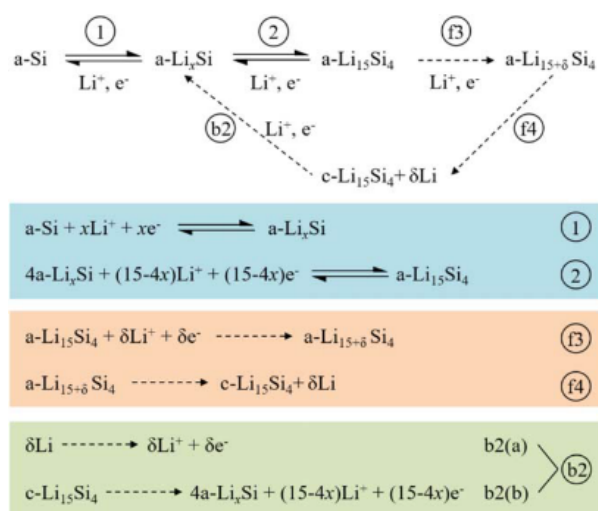 ① ② ⓕ3
a-Si ⇌ a-LiₓSi ⇌ a-Li₁₅Si₄ ⇢ a-Li₁₅₊δ Si₄
Li⁺, e⁻ Li⁺, e⁻ Li⁺, e⁻
b2 Li⁺, e⁻ f4
c-Li₁₅Si₄+ δLi
a-Si + xLi⁺ + xe⁻ ⇌ a-LiₓSi ①
4a-LiₓSi + (15-4x)Li⁺ + (15-4x)e⁻ ⇌ a-Li₁₅Si₄ ②
a-Li₁₅Si₄ + δLi⁺ + δe⁻ ⇢ a-Li₁₅₊δ Si₄ f3
a-Li₁₅₊δ Si₄ ⇢ c-Li₁₅Si₄+ δLi f4
δLi ⇢ δLi⁺ + δe⁻ b2(a)
b2
c-Li₁₅Si₄ ⇢ 4a-LiₓSi + (15-4x)Li⁺ + (15-4x)e⁻ b2(b)